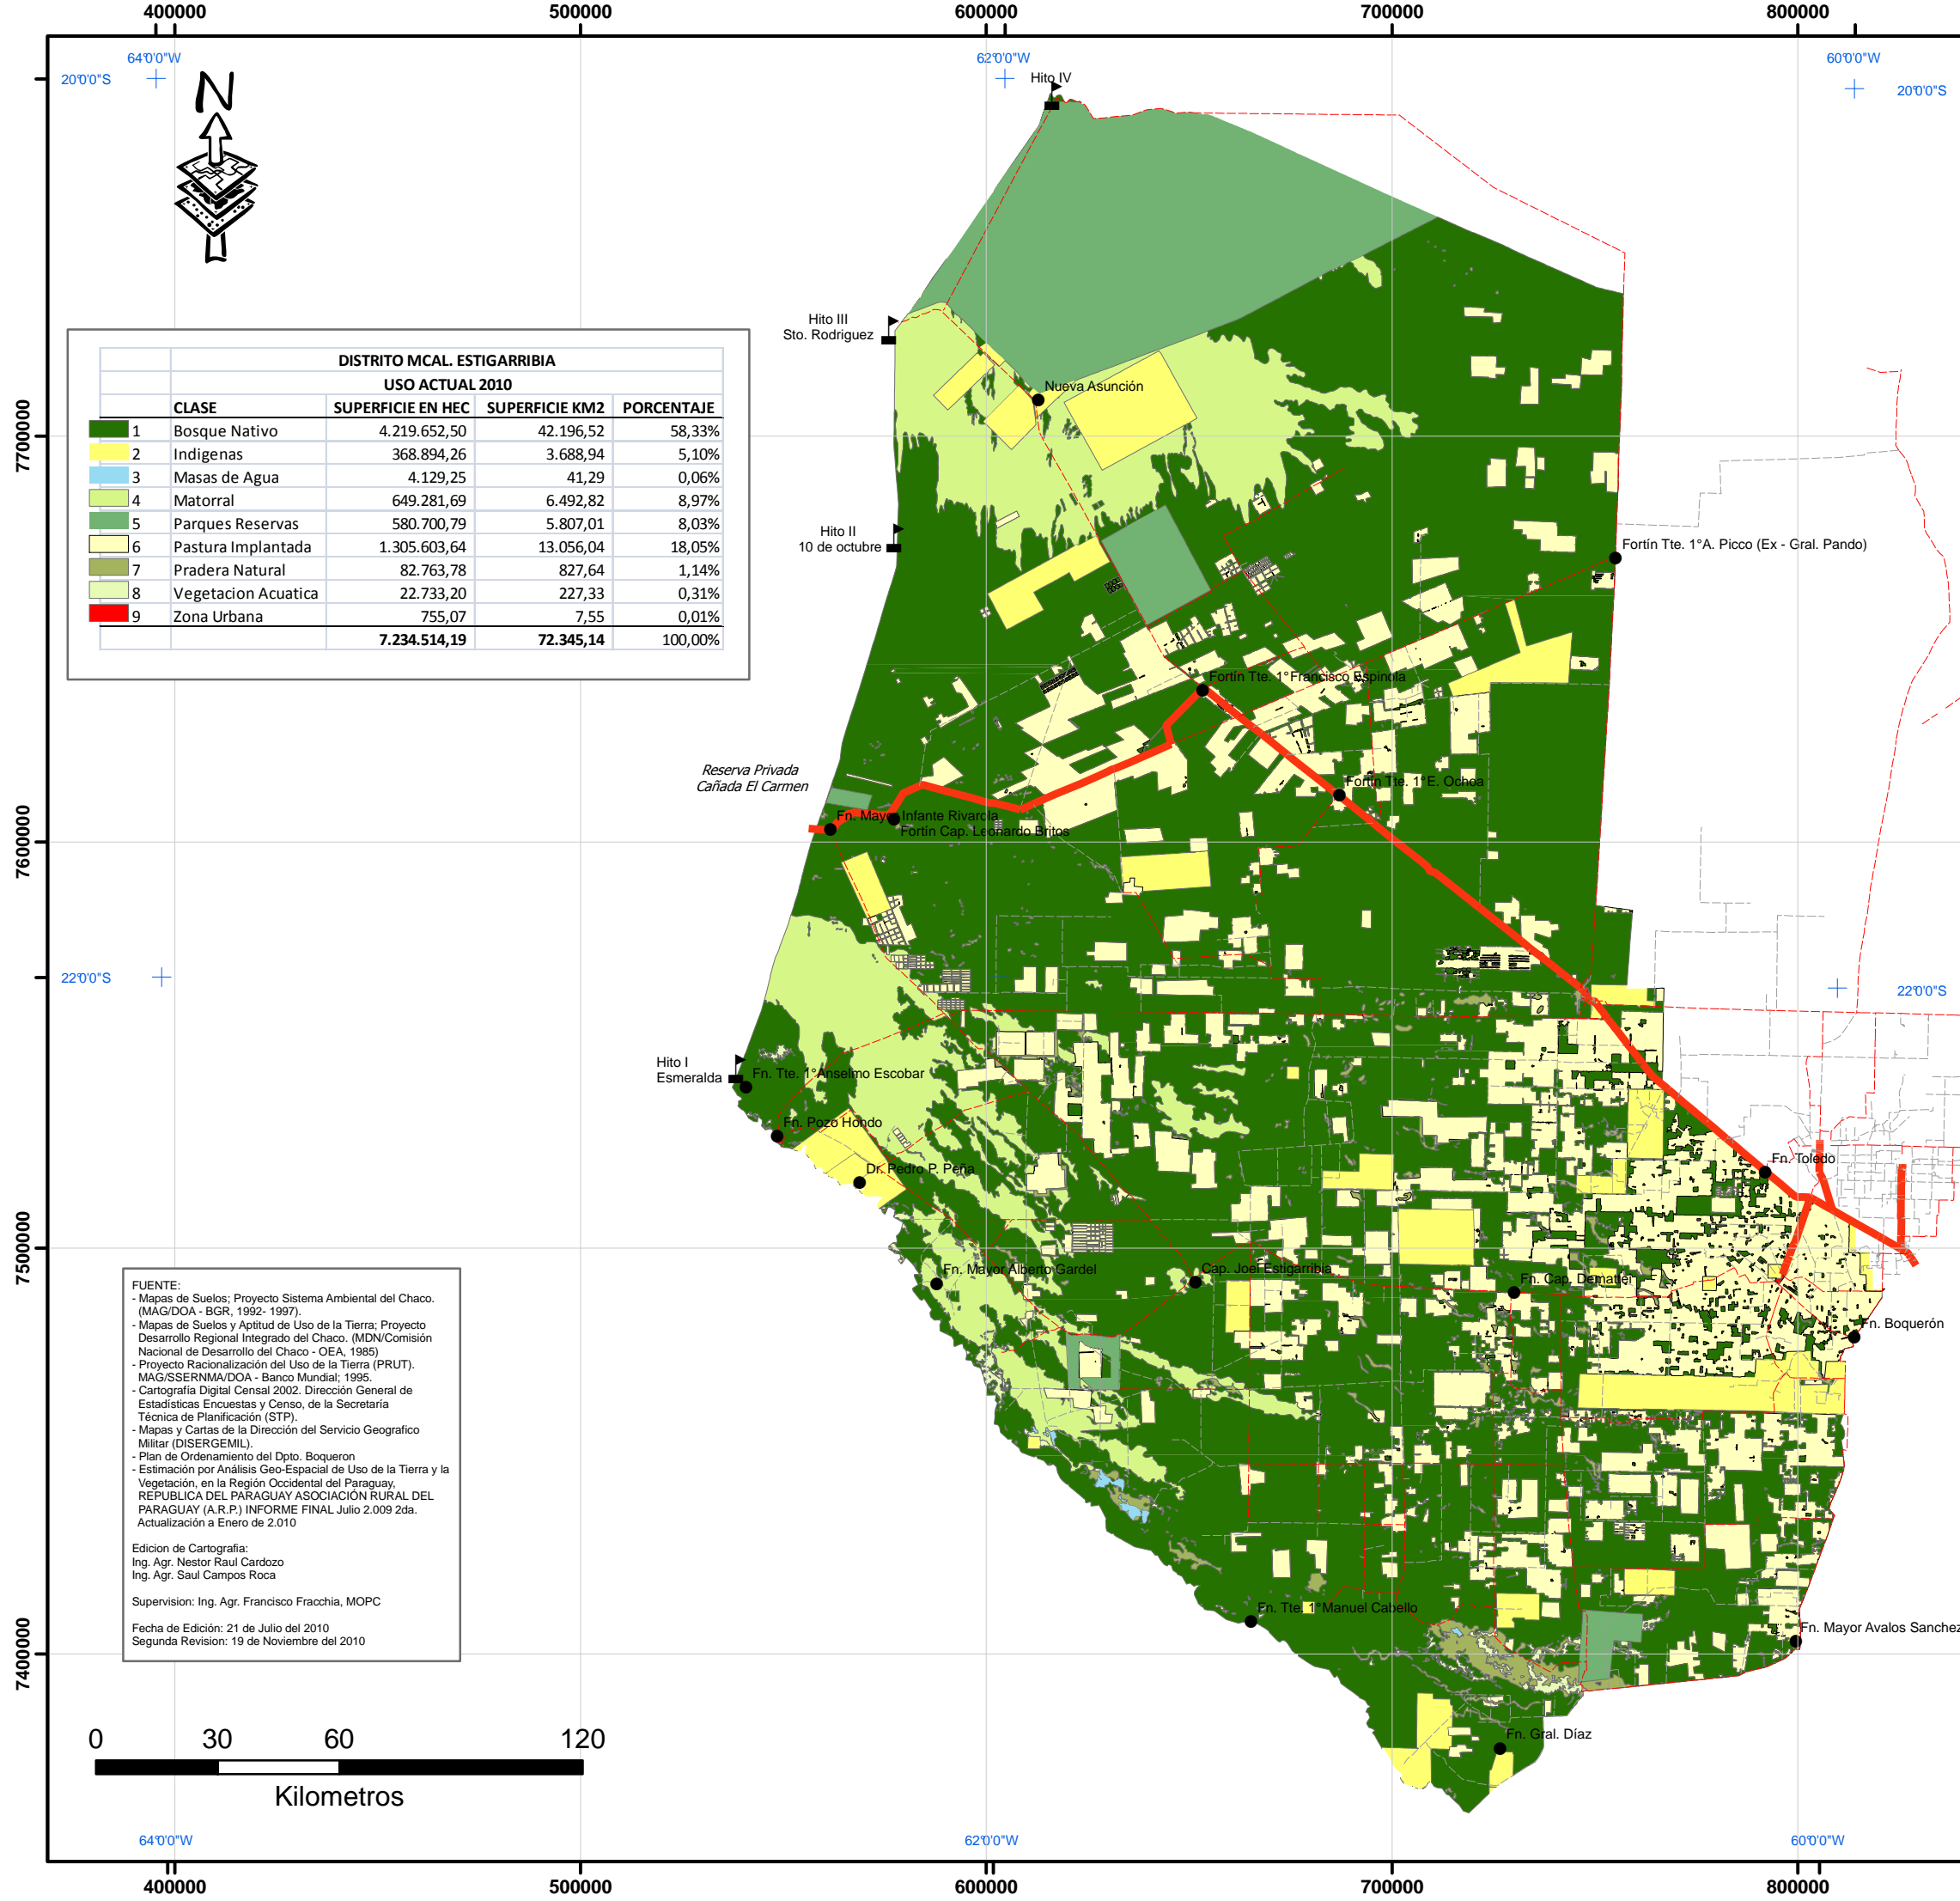 400000 500000 600000 700000 800000
64°0'0"W 62°0'0"W 60°0'0"W
20°0'0"S 20°0'0"S
N
Hito IV
Hito III
Sto. Rodriguez
DISTRITO MCAL. ESTIGARRIBIA
USO ACTUAL 2010
CLASE SUPERFICIE EN HEC SUPERFICIE KM2 PORCENTAJE
1 Bosque Nativo 4.219.652,50 42.196,52 58,33%
2 Indigenas 368.894,26 3.688,94 5,10%
3 Masas de Agua 4.129,25 41,29 0,06%
4 Matorral 649.281,69 6.492,82 8,97%
5 Parques Reservas 580.700,79 5.807,01 8,03%
6 Pastura Implantada 1.305.603,64 13.056,04 18,05%
7 Pradera Natural 82.763,78 827,64 1,14%
8 Vegetacion Acuatica 22.733,20 227,33 0,31%
9 Zona Urbana 755,07 7,55 0,01%
7.234.514,19 72.345,14 100,00%
Nueva Asunción
7700000
Hito II
10 de octubre
Fortín Tte. 1°A. Picco (Ex - Gral. Pando)
Fortín Tte. 1°Francisco Espinola
Reserva Privada
Cañada El Carmen
Fortín Tte. 1°E. Ochoa
Fn. Mayor Infante Rivarola
Fortín Cap. Leonardo Britos
7600000
22°0'0"S 22°0'0"S
Hito I
Esmeralda
Fn. Tte. 1°Anselmo Escobar
Fn. Pozo Hondo
Dr. Pedro P. Peña
Fn. Toledo
7500000
Fn. Mayor Alberto Gardel
Cap. Joel Estigarribia
Fn. Cap. Demattei
Fn. Boquerón
FUENTE:
- Mapas de Suelos; Proyecto Sistema Ambiental del Chaco.
(MAG/DOA - BGR, 1992- 1997).
- Mapas de Suelos y Aptitud de Uso de la Tierra; Proyecto
Desarrollo Regional Integrado del Chaco. (MDN/Comisión
Nacional de Desarrollo del Chaco - OEA, 1985)
- Proyecto Racionalización del Uso de la Tierra (PRUT).
MAG/SSERNMA/DOA - Banco Mundial; 1995.
- Cartografía Digital Censal 2002. Dirección General de
Estadísticas Encuestas y Censo, de la Secretaría
Técnica de Planificación (STP).
- Mapas y Cartas de la Dirección del Servicio Geografico
Militar (DISERGEMIL).
- Plan de Ordenamiento del Dpto. Boqueron
- Estimación por Análisis Geo-Espacial de Uso de la Tierra y la
Vegetación, en la Región Occidental del Paraguay,
REPUBLICA DEL PARAGUAY ASOCIACIÓN RURAL DEL
PARAGUAY (A.R.P.) INFORME FINAL Julio 2.009 2da.
Actualización a Enero de 2.010
Edicion de Cartografia:
Ing. Agr. Nestor Raul Cardozo
Ing. Agr. Saul Campos Roca
Supervision: Ing. Agr. Francisco Fracchia, MOPC
Fecha de Edición: 21 de Julio del 2010
Segunda Revision: 19 de Noviembre del 2010
Fn. Tte. 1°Manuel Cabello
Fn. Mayor Avalos Sanchez
7400000
Fn. Gral. Díaz
0 30 60 120
Kilometros
64°0'0"W 62°0'0"W 60°0'0"W
400000 500000 600000 700000 800000